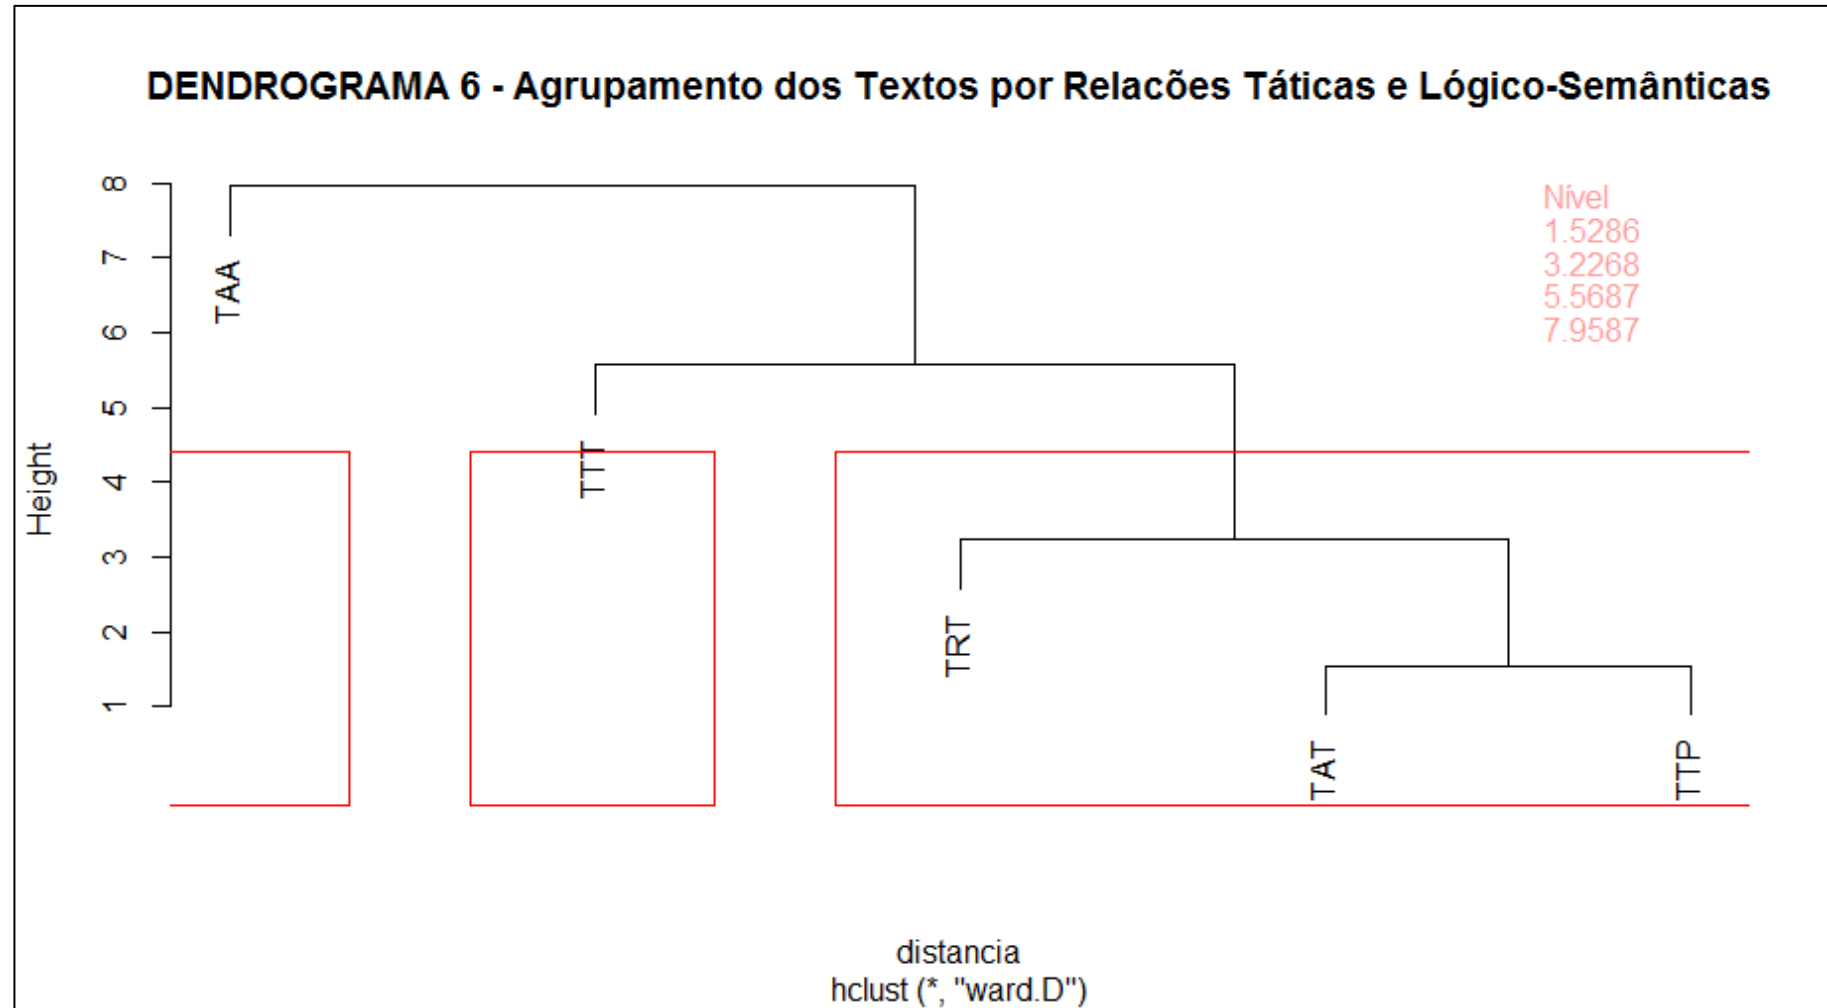 DENDROGRAMA 6 - Agrupamento dos Textos por Relacões Táticas e Lógico-Semânticas
Height
8
7
6
5
4
3
2
1
Nível
1.5286
3.2268
5.5687
7.9587
TAA
TTT
TRT
TAT
TTP
distancia
hclust (*, "ward.D")